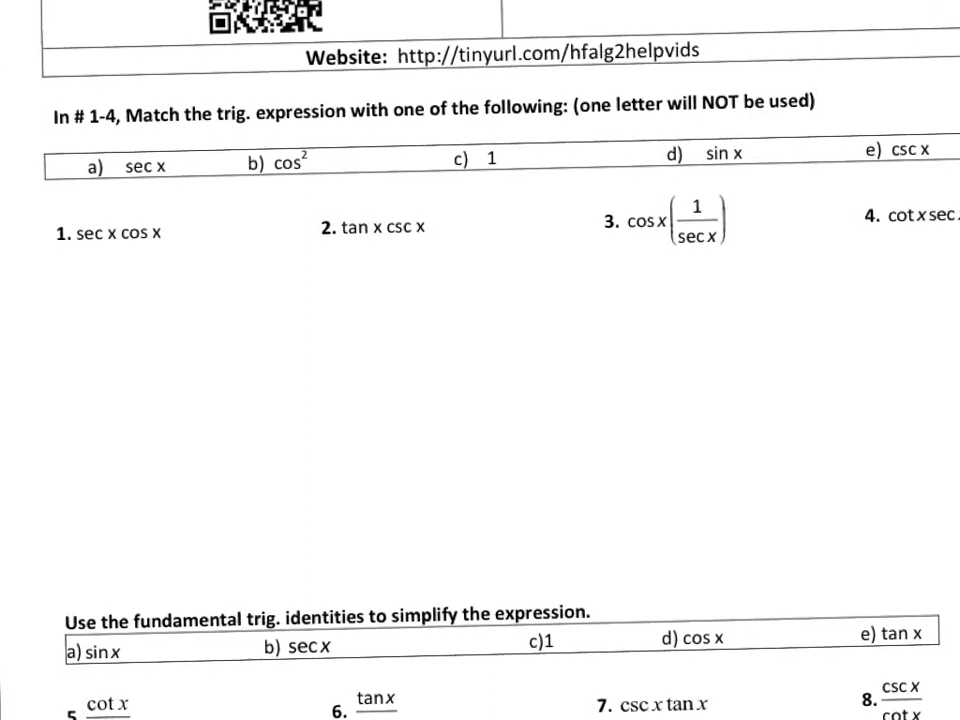 Website: http://tinyurl.com/hfalg2helpvids
In # 1-4, Match the trig. expression with one of the following: (one letter will NOT be used)
a) sec x b) cos² c) 1 d) sin x e) csc x
1. sec x cos x 2. tan x csc x 3. cos x (1/sec x) 4. cot x sec
Use the fundamental trig. identities to simplify the expression.
a) sin x b) sec x c)1 d) cos x e) tan x
5. cot x 6. tan x 7. csc x tan x 8. csc x
cot x